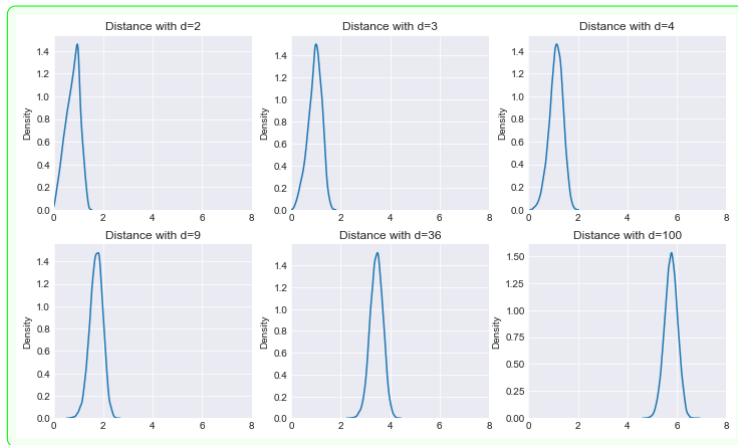 Distance with d=2
Distance with d=3
Distance with d=4
Density
1.4
1.2
1.0
0.8
0.6
0.4
0.2
0.0
0 2 4 6 8
Density
1.4
1.2
1.0
0.8
0.6
0.4
0.2
0.0
0 2 4 6 8
Density
1.4
1.2
1.0
0.8
0.6
0.4
0.2
0.0
0 2 4 6 8
Distance with d=9
Distance with d=36
Distance with d=100
Density
1.4
1.2
1.0
0.8
0.6
0.4
0.2
0.0
0 2 4 6 8
Density
1.4
1.2
1.0
0.8
0.6
0.4
0.2
0.0
0 2 4 6 8
Density
1.50
1.25
1.00
0.75
0.50
0.25
0.00
0 2 4 6 8